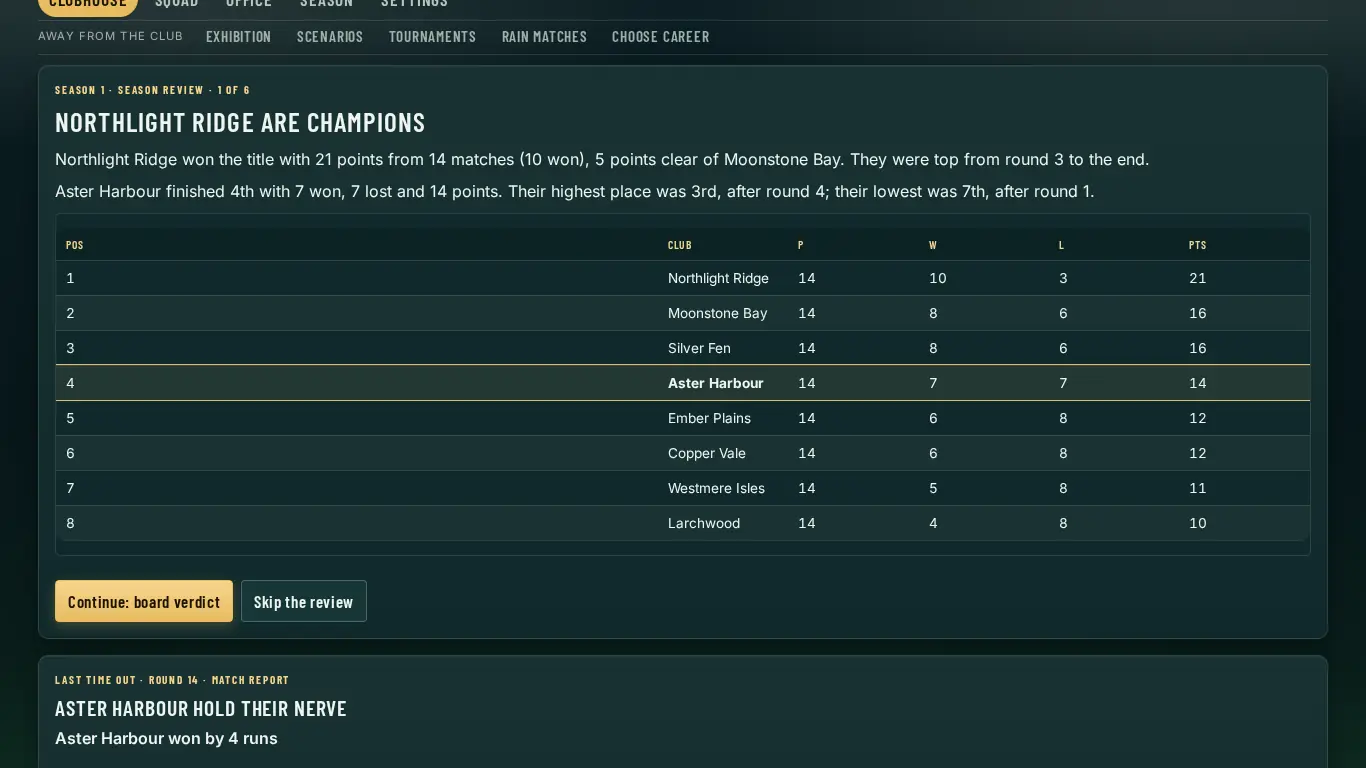 CLUBHOUSE SQUAD OFFICE SEASON SETTINGS
AWAY FROM THE CLUB EXHIBITION SCENARIOS TOURNAMENTS RAIN MATCHES CHOOSE CAREER
SEASON 1 · SEASON REVIEW · 1 OF 6
NORTHLIGHT RIDGE ARE CHAMPIONS
Northlight Ridge won the title with 21 points from 14 matches (10 won), 5 points clear of Moonstone Bay. They were top from round 3 to the end.
Aster Harbour finished 4th with 7 won, 7 lost and 14 points. Their highest place was 3rd, after round 4; their lowest was 7th, after round 1.
POS CLUB P W L PTS
1 Northlight Ridge 14 10 3 21
2 Moonstone Bay 14 8 6 16
3 Silver Fen 14 8 6 16
4 Aster Harbour 14 7 7 14
5 Ember Plains 14 6 8 12
6 Copper Vale 14 6 8 12
7 Westmere Isles 14 5 8 11
8 Larchwood 14 4 8 10
Continue: board verdict Skip the review
LAST TIME OUT · ROUND 14 · MATCH REPORT
ASTER HARBOUR HOLD THEIR NERVE
Aster Harbour won by 4 runs